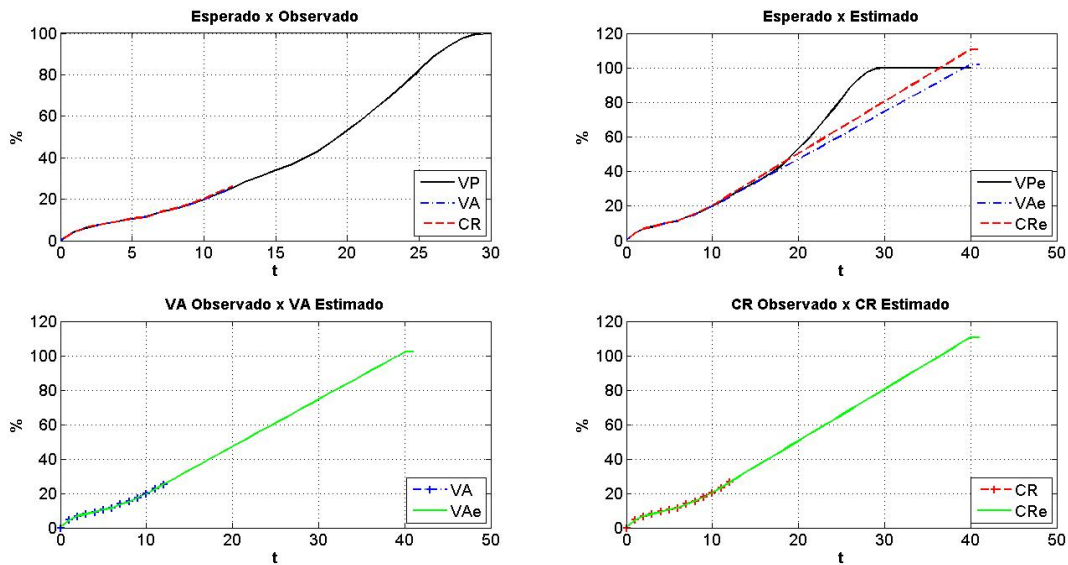 Esperado x Observado
100
80
60
40
20
0
%
0 5 10 15 20 25 30
t
VP
VA
CR
Esperado x Estimado
120
100
80
60
40
20
0
%
0 10 20 30 40 50
t
VPe
VAe
CRe
VA Observado x VA Estimado
120
100
80
60
40
20
0
%
0 10 20 30 40 50
t
VA
VAe
CR Observado x CR Estimado
120
100
80
60
40
20
0
%
0 10 20 30 40 50
t
CR
CRe